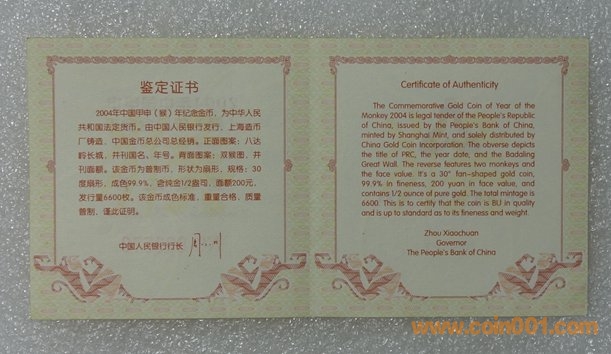 鉴定证书
2004年中国甲申（猴）年纪念金币，为中华人民
共和国法定货币。由中国人民银行发行，上海造币
厂铸造，中国金币总公司总经销。正面图案：八达
岭长城，并刊国名、年号。背面图案：双猴图，并
刊面额。该金币为普制币，形状为扇形，规格：30
度扇形，成色99.9%，含纯金1/2盎司，面额200元，
发行量6600枚。该金币成色标准，重量合格，质量
普制，谨此证明。
中国人民银行行长
周小川
Certificate of Authenticity
The Commemorative Gold Coin of Year of the
Monkey 2004 is legal tender of the People's Republic
of China, issued by the People's Bank of China,
minted by Shanghai Mint, and solely distributed by
China Gold Coin Incorporation. The obverse depicts
the title of PRC, the year date, and the Badaling
Great Wall. The reverse features two monkeys and
the face value. It's a 30° fan-shaped gold coin,
99.9% in fineness, 200 yuan in face value, and
contains 1/2 ounce of pure gold. The total mintage is
6600. This is to certify that the coin is BU in quality
and is up to standard as to its fineness and weight.
Zhou Xiaochuan
Governor
The People's Bank of China
www.coin001.com